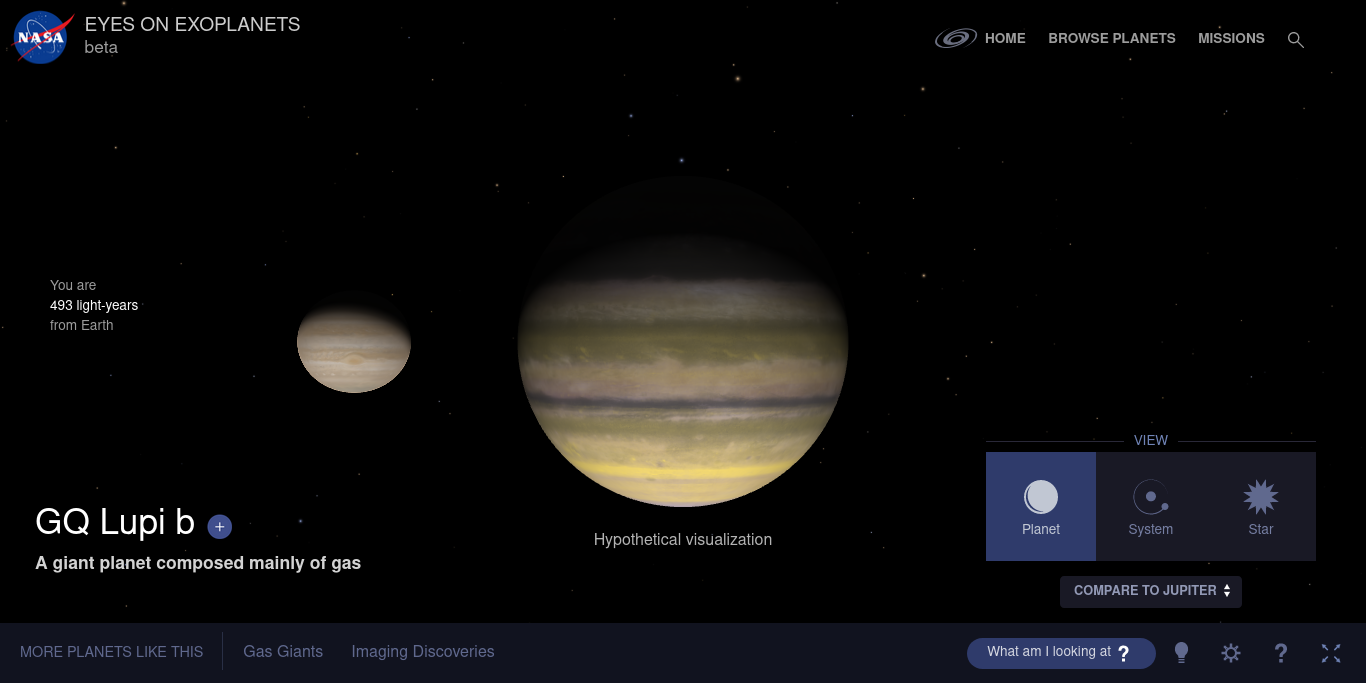 NASA
EYES ON EXOPLANETS
beta
HOME
BROWSE PLANETS
MISSIONS
You are
493 light-years
from Earth
GQ Lupi b +
A giant planet composed mainly of gas
Hypothetical visualization
VIEW
Planet
System
Star
COMPARE TO JUPITER
MORE PLANETS LIKE THIS
Gas Giants
Imaging Discoveries
What am I looking at ?
?